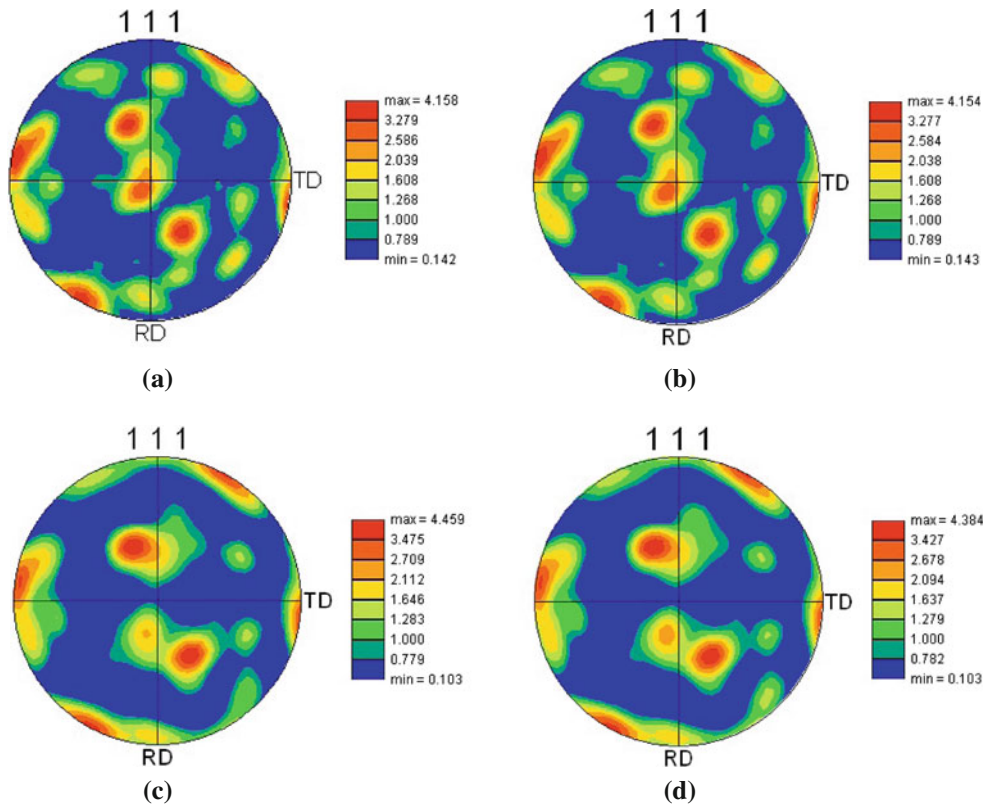 1 1 1
max = 4.158
3.279
2.586
2.039
1.608
1.268
1.000
0.789
min = 0.142
TD
RD
(a)
1 1 1
max = 4.154
3.277
2.584
2.038
1.608
1.268
1.000
0.789
min = 0.143
TD
RD
(b)
1 1 1
max = 4.459
3.475
2.709
2.112
1.646
1.283
1.000
0.779
min = 0.103
TD
RD
(c)
1 1 1
max = 4.384
3.427
2.678
2.094
1.637
1.279
1.000
0.782
min = 0.103
TD
RD
(d)